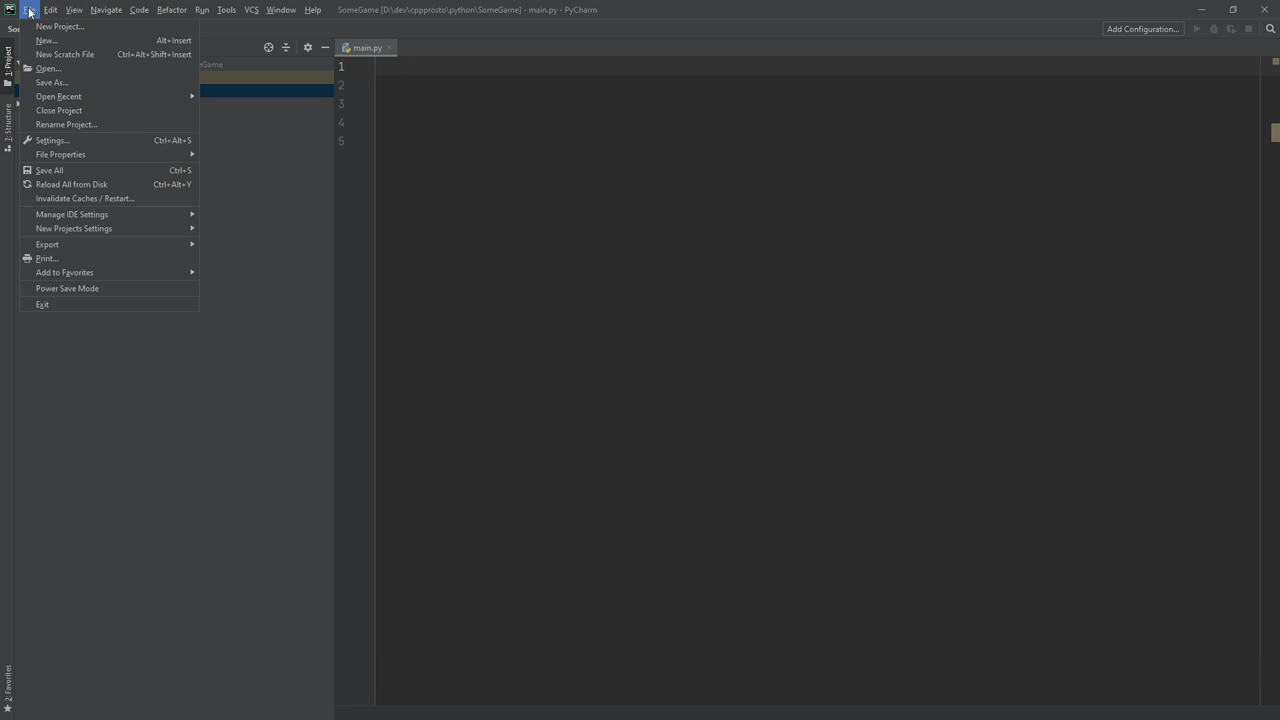 PC Edit View Navigate Code Refactor Run Tools VCS Window Help SomeGame [D:\dev\cppprosto\python\SomeGame] - main.py - PyCharm
Add Configuration...
1: Project
main.py
New Project...
New... Alt+Insert
New Scratch File Ctrl+Alt+Shift+Insert
Open...
Save As...
Open Recent
Close Project
Rename Project...
Settings... Ctrl+Alt+S
File Properties
Save All Ctrl+S
Reload All from Disk Ctrl+Alt+Y
Invalidate Caches / Restart...
Manage IDE Settings
New Projects Settings
Export
Print...
Add to Favorites
Power Save Mode
Exit
eGame
1
2
3
4
5
7: Structure
2: Favorites